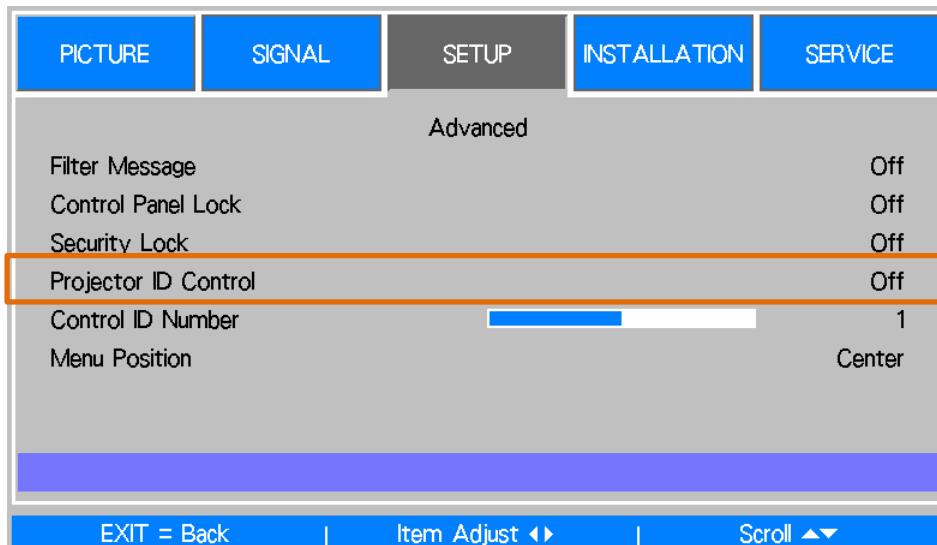 PICTURE SIGNAL SETUP INSTALLATION SERVICE
Advanced
Filter Message Off
Control Panel Lock Off
Security Lock Off
Projector ID Control Off
Control ID Number 1
Menu Position Center
EXIT = Back | Item Adjust ◀▶ | Scroll ▲▼